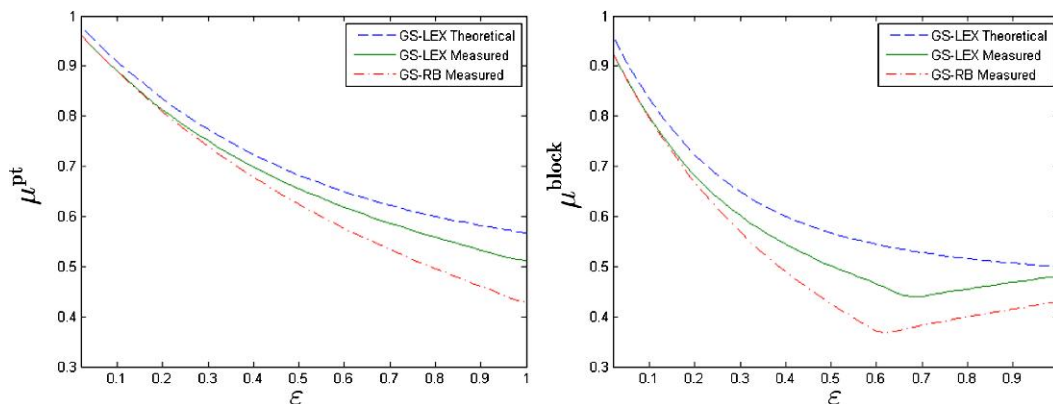 1
0.9
0.8
0.7
0.6
0.5
0.4
0.3
μ^pt
GS-LEX Theoretical
GS-LEX Measured
GS-RB Measured
0.1 0.2 0.3 0.4 0.5 0.6 0.7 0.8 0.9 1
ε
1
0.9
0.8
0.7
0.6
0.5
0.4
0.3
μ^block
GS-LEX Theoretical
GS-LEX Measured
GS-RB Measured
0.1 0.2 0.3 0.4 0.5 0.6 0.7 0.8 0.9
ε